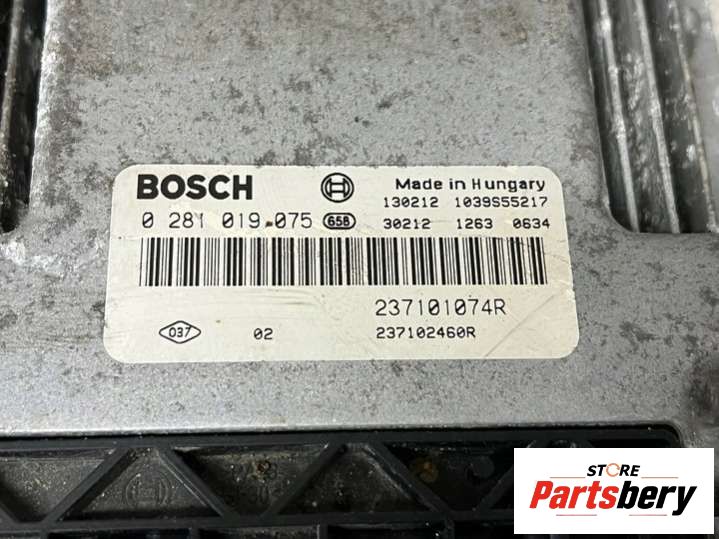 BOSCH
Made in Hungary
130212 1039S55217
0 281 019 075 G5B 30212 1263 0634
237101074R
037 02 237102460R
STORE
Partsbery